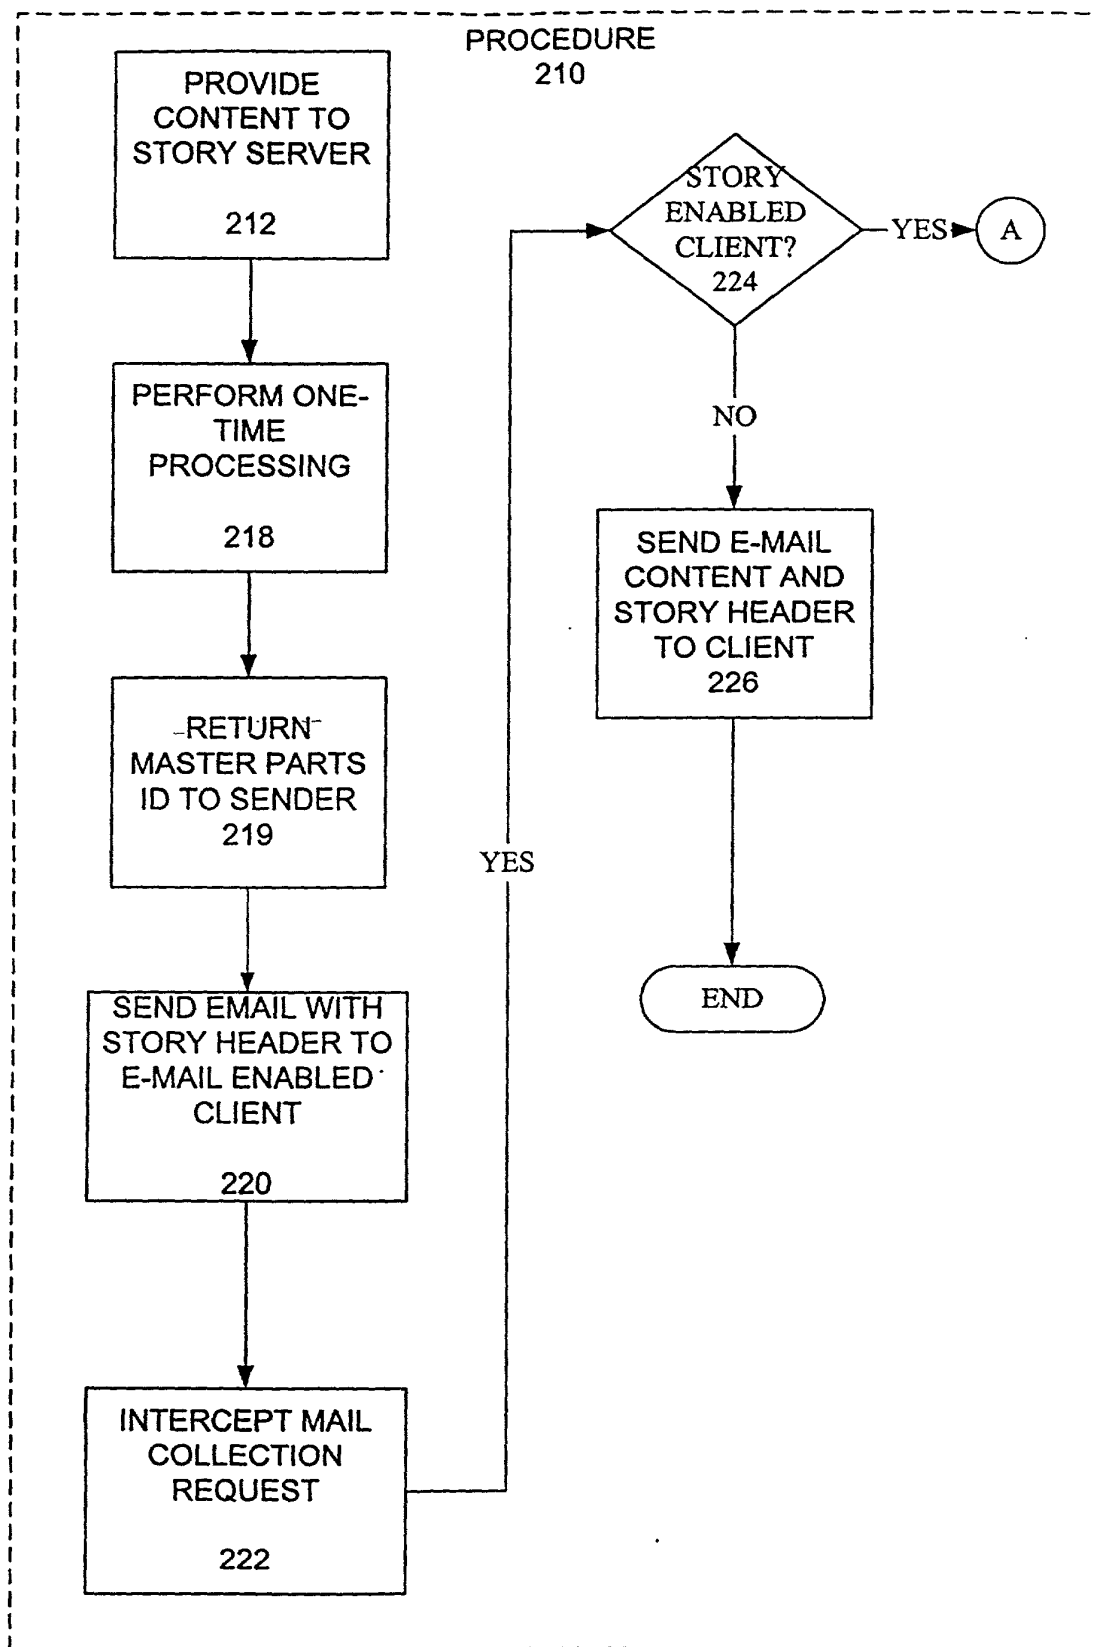 PROCEDURE
210
PROVIDE
CONTENT TO
STORY SERVER
212
PERFORM ONE-
TIME
PROCESSING
218
RETURN
MASTER PARTS
ID TO SENDER
219
SEND EMAIL WITH
STORY HEADER TO
E-MAIL ENABLED
CLIENT
220
INTERCEPT MAIL
COLLECTION
REQUEST
222
YES
STORY
ENABLED
CLIENT?
224
YES
A
NO
SEND E-MAIL
CONTENT AND
STORY HEADER
TO CLIENT
226
END